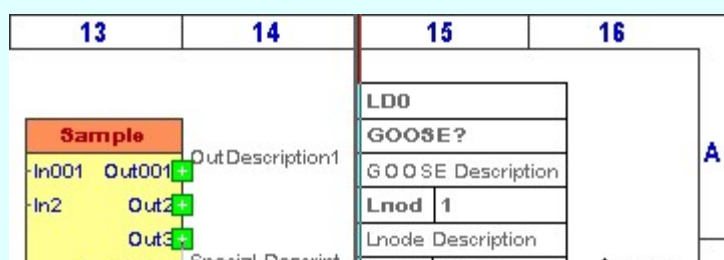 13 14 15 16
LD0
Sample
GOOSE?
OutDescription1
In001 Out001
GOOSE Description
A
In2 Out2
Lnod 1
Out3
Lnode Description